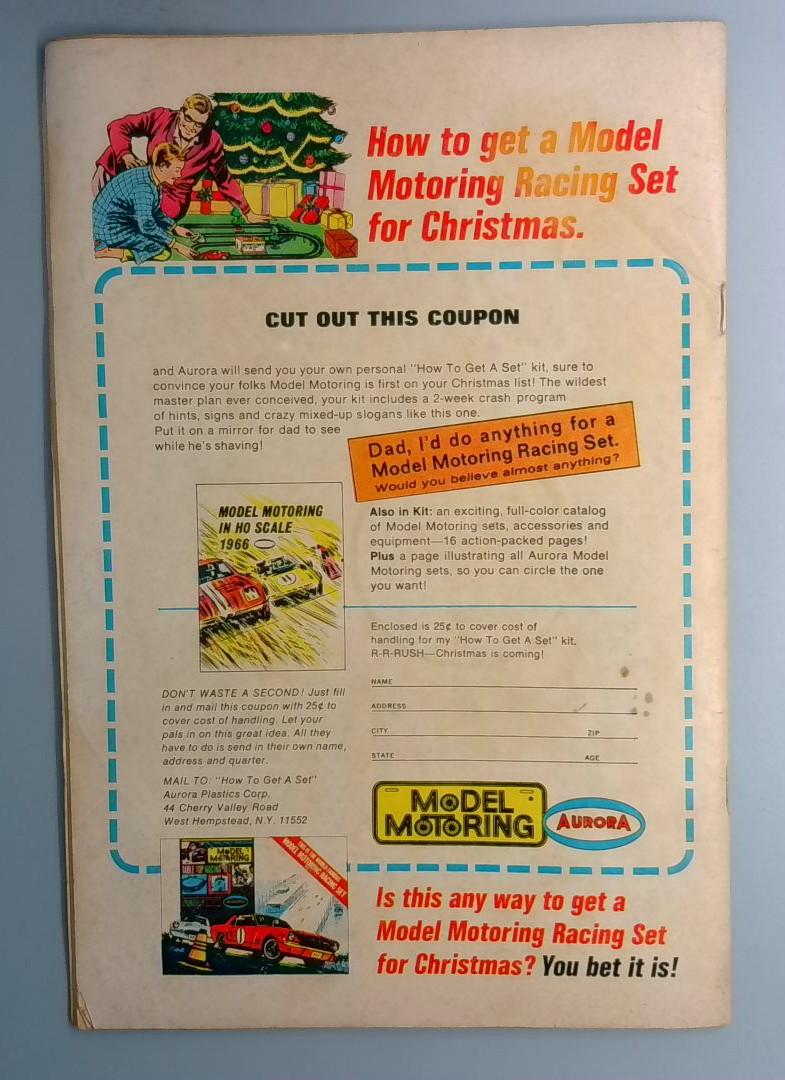 How to get a Model
Motoring Racing Set
for Christmas.
CUT OUT THIS COUPON
and Aurora will send you your own personal "How To Get A Set" kit, sure to
convince your folks Model Motoring is first on your Christmas list! The wildest
master plan ever conceived, your kit includes a 2-week crash program
of hints, signs and crazy mixed-up slogans like this one.
Put it on a mirror for dad to see
while he's shaving!
Dad, I'd do anything for a
Model Motoring Racing Set.
Would you believe almost anything?
MODEL MOTORING
IN HO SCALE
1966
Also in Kit: an exciting, full-color catalog
of Model Motoring sets, accessories and
equipment—16 action-packed pages!
Plus a page illustrating all Aurora Model
Motoring sets, so you can circle the one
you want!
Enclosed is 25¢ to cover cost of
handling for my "How To Get A Set" kit.
R-R-RUSH—Christmas is coming!
NAME
ADDRESS
CITY ZIP
STATE AGE
DON'T WASTE A SECOND! Just fill
in and mail this coupon with 25¢ to
cover cost of handling. Let your
pals in on this great idea. All they
have to do is send in their own name,
address and quarter.
MAIL TO: "How To Get A Set"
Aurora Plastics Corp.
44 Cherry Valley Road
West Hempstead, N.Y. 11552
MODEL
MOTORING
AURORA
MODEL
MOTORING
TABLE TOP RACING
MODEL MOTORING RACING SET
1
Is this any way to get a
Model Motoring Racing Set
for Christmas? You bet it is!